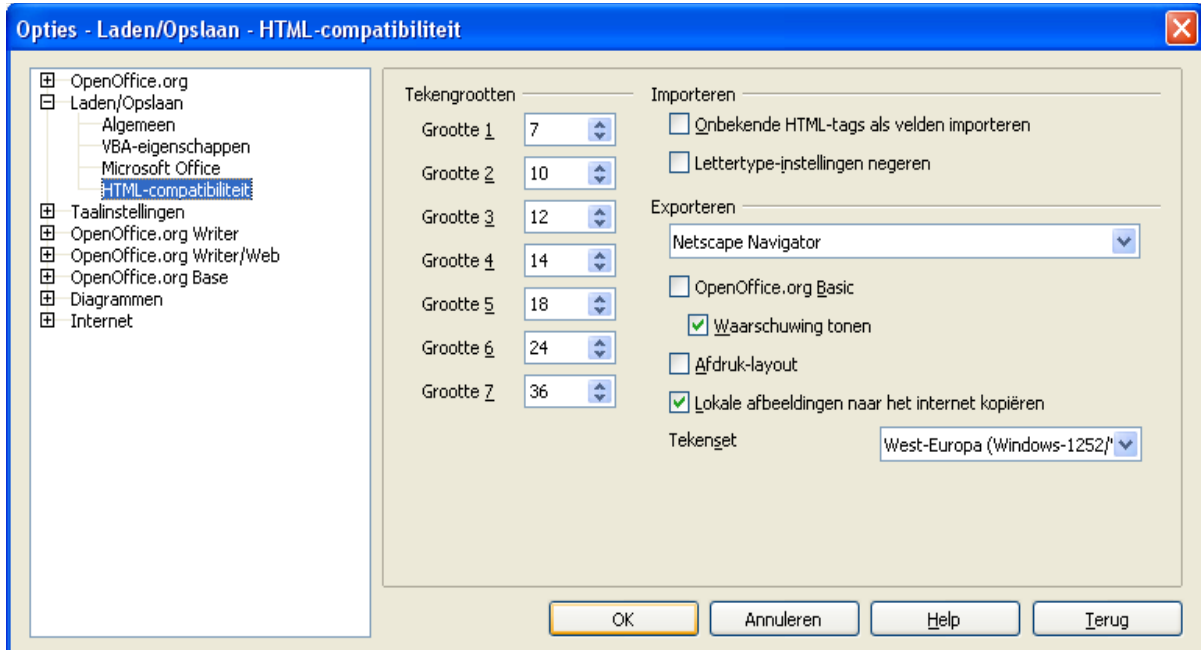 Opties - Laden/Opslaan - HTML-compatibiliteit
OpenOffice.org
Laden/Opslaan
Algemeen
VBA-eigenschappen
Microsoft Office
HTML-compatibiliteit
Taalinstellingen
OpenOffice.org Writer
OpenOffice.org Writer/Web
OpenOffice.org Base
Diagrammen
Internet
Tekengrootten
Grootte 1 7
Grootte 2 10
Grootte 3 12
Grootte 4 14
Grootte 5 18
Grootte 6 24
Grootte 7 36
Importeren
Onbekende HTML-tags als velden importeren
Lettertype-instellingen negeren
Exporteren
Netscape Navigator
OpenOffice.org Basic
Waarschuwing tonen
Afdruk-layout
Lokale afbeeldingen naar het internet kopiëren
Tekenset West-Europa (Windows-1252/
OK Annuleren Help Terug